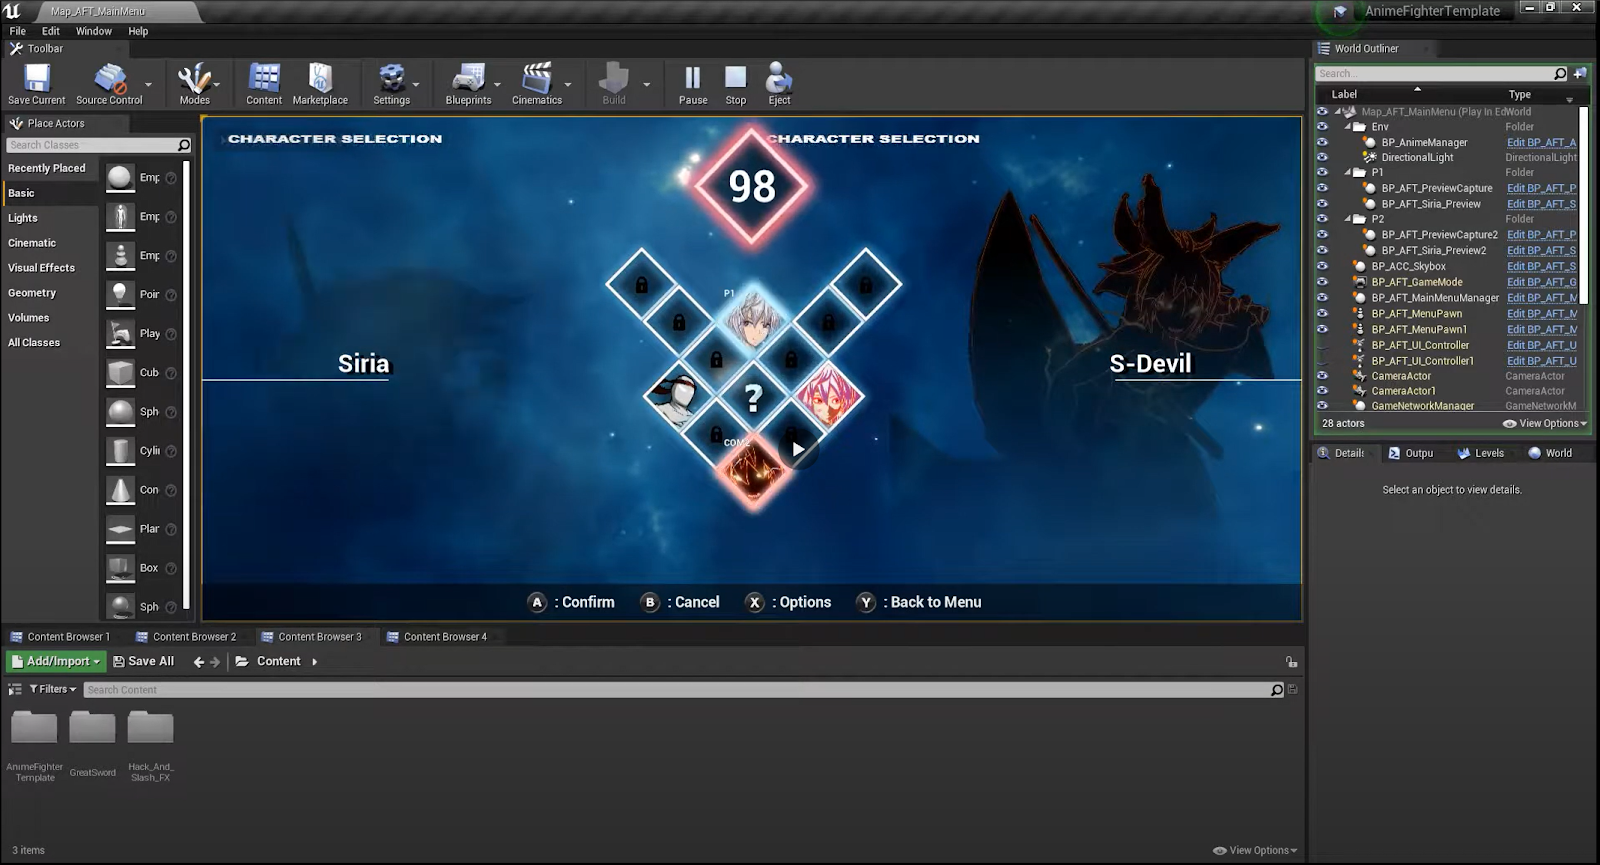 Map_AFT_MainMenu
AnimeFighterTemplate
File Edit Window Help
Toolbar
Save Current
Source Control
Modes
Content
Marketplace
Settings
Blueprints
Cinematics
Build
Pause
Stop
Eject
Place Actors
Search Classes
Recently Placed
Basic
Lights
Cinematic
Visual Effects
Geometry
Volumes
All Classes
Emp
Emp
Emp
Poin
Play
Cub
Sph
Cylin
Con
Plan
Box
Sph
CHARACTER SELECTION
CHARACTER SELECTION
98
P1
Siria
S-Devil
?
COM2
A : Confirm B : Cancel X : Options Y : Back to Menu
World Outliner
Search...
Label Type
Map_AFT_MainMenu (Play In Ed World
Env Folder
BP_AnimeManager Edit BP_AFT_A
DirectionalLight DirectionalLight
P1 Folder
BP_AFT_PreviewCapture Edit BP_AFT_P
BP_AFT_Siria_Preview Edit BP_AFT_S
P2 Folder
BP_AFT_PreviewCapture2 Edit BP_AFT_P
BP_AFT_Siria_Preview2 Edit BP_AFT_S
BP_ACC_Skybox Edit BP_AFT_S
BP_AFT_GameMode Edit BP_AFT_G
BP_AFT_MainMenuManager Edit BP_AFT_M
BP_AFT_MenuPawn Edit BP_AFT_M
BP_AFT_MenuPawn1 Edit BP_AFT_M
BP_AFT_UI_Controller Edit BP_AFT_U
BP_AFT_UI_Controller1 Edit BP_AFT_U
CameraActor CameraActor
CameraActor1 CameraActor
GameNetworkManager GameNetworkM
28 actors View Options
Details Outpu Levels World
Select an object to view details.
Content Browser 1 Content Browser 2 Content Browser 3 Content Browser 4
Add/Import Save All Content
Filters Search Content
AnimeFighter
Template
GreatSword
Hack_And_
Slash_FX
3 items
View Options